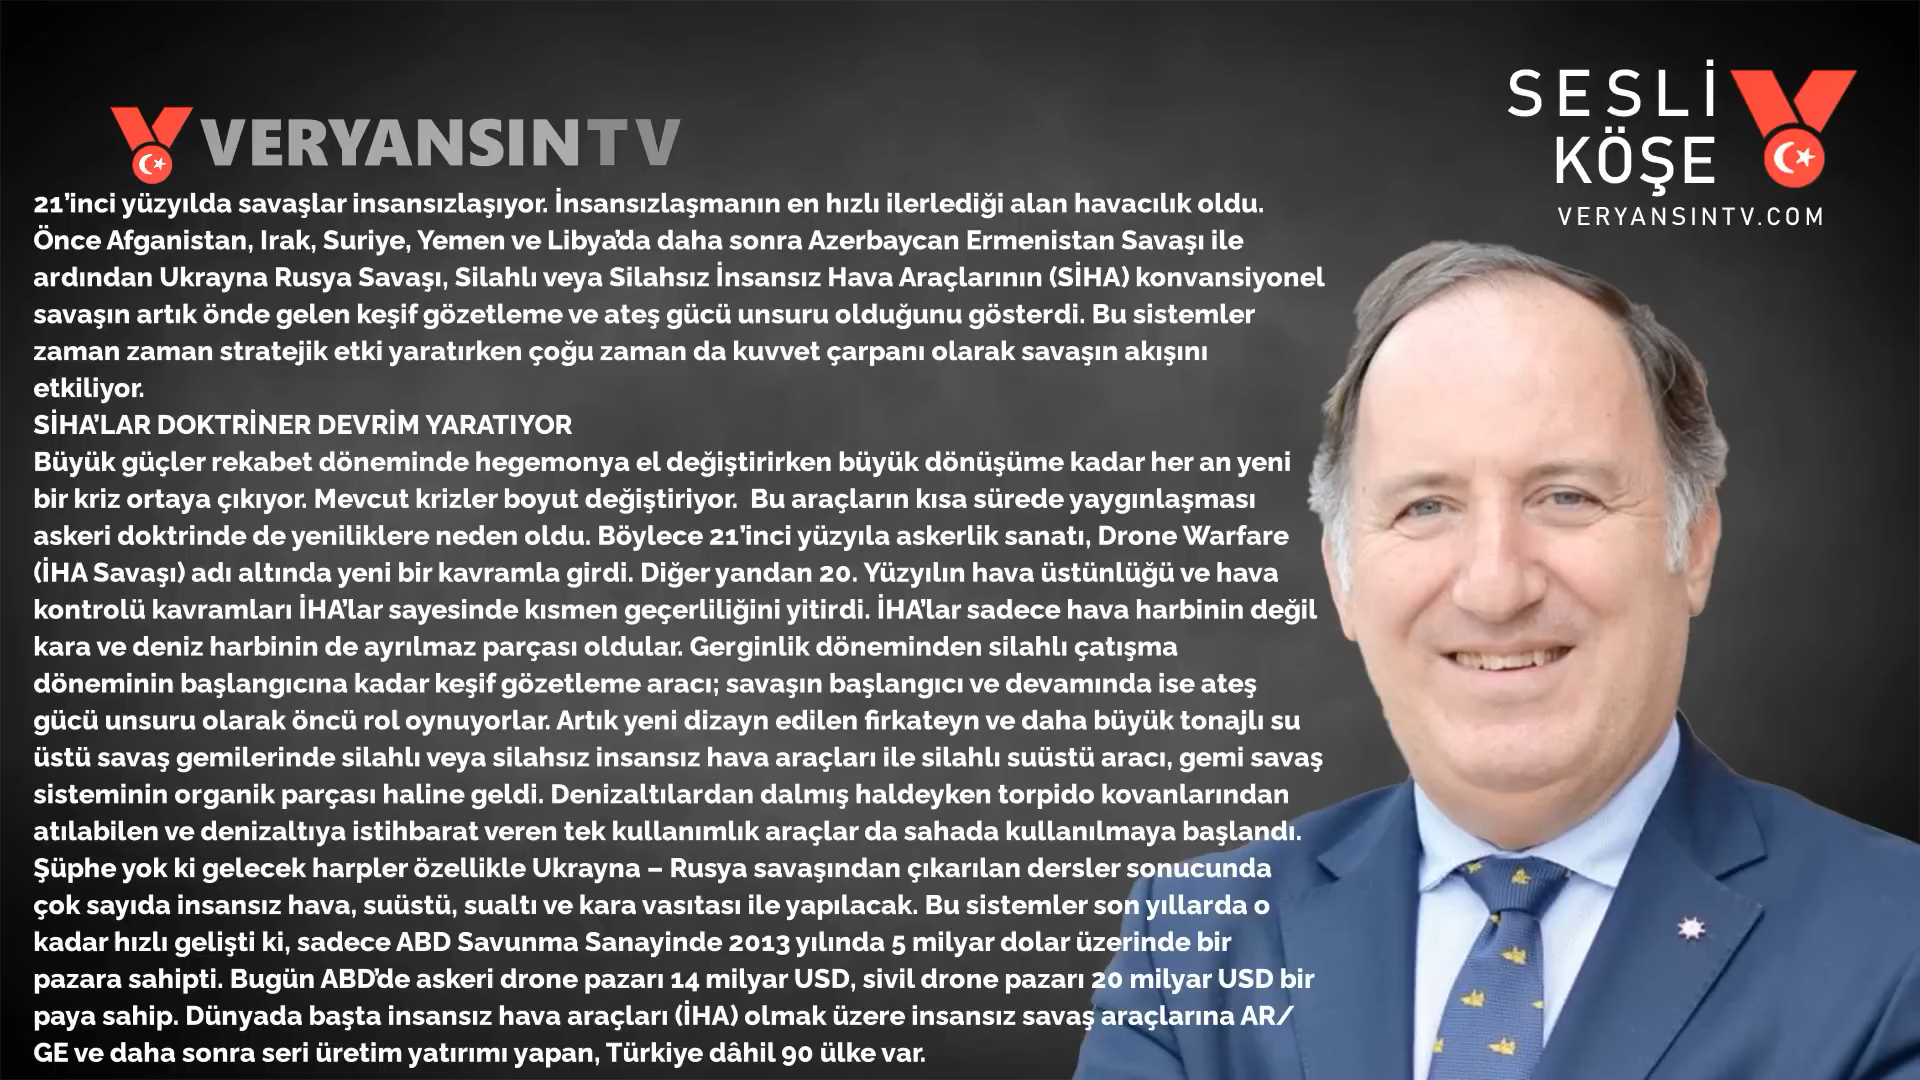 VERYANSINTV
SESLİ
KÖŞE
VERYANSINTV.COM
21’inci yüzyılda savaşlar insansızlaşıyor. İnsansızlaşmanın en hızlı ilerlediği alan havacılık oldu.
Önce Afganistan, Irak, Suriye, Yemen ve Libya’da daha sonra Azerbaycan Ermenistan Savaşı ile
ardından Ukrayna Rusya Savaşı, Silahlı veya Silahsız İnsansız Hava Araçlarının (SİHA) konvansiyonel
savaşın artık önde gelen keşif gözetleme ve ateş gücü unsuru olduğunu gösterdi. Bu sistemler
zaman zaman stratejik etki yaratırken çoğu zaman da kuvvet çarpanı olarak savaşın akışını
etkiliyor.
SİHA’LAR DOKTRİNER DEVRİM YARATIYOR
Büyük güçler rekabet döneminde hegemonya el değiştirirken büyük dönüşüme kadar her an yeni
bir kriz ortaya çıkıyor. Mevcut krizler boyut değiştiriyor.  Bu araçların kısa sürede yaygınlaşması
askeri doktrinde de yeniliklere neden oldu. Böylece 21’inci yüzyıla askerlik sanatı, Drone Warfare
(İHA Savaşı) adı altında yeni bir kavramla girdi. Diğer yandan 20. Yüzyılın hava üstünlüğü ve hava
kontrolü kavramları İHA’lar sayesinde kısmen geçerliliğini yitirdi. İHA’lar sadece hava harbinin değil
kara ve deniz harbinin de ayrılmaz parçası oldular. Gerginlik döneminden silahlı çatışma
döneminin başlangıcına kadar keşif gözetleme aracı; savaşın başlangıcı ve devamında ise ateş
gücü unsuru olarak öncü rol oynuyorlar. Artık yeni dizayn edilen firkateyn ve daha büyük tonajlı su
üstü savaş gemilerinde silahlı veya silahsız insansız hava araçları ile silahlı suüstü aracı, gemi savaş
sisteminin organik parçası haline geldi. Denizaltılardan dalmış haldeyken torpido kovanlarından
atılabilen ve denizaltıya istihbarat veren tek kullanımlık araçlar da sahada kullanılmaya başlandı.
Şüphe yok ki gelecek harpler özellikle Ukrayna – Rusya savaşından çıkarılan dersler sonucunda
çok sayıda insansız hava, suüstü, sualtı ve kara vasıtası ile yapılacak. Bu sistemler son yıllarda o
kadar hızlı gelişti ki, sadece ABD Savunma Sanayinde 2013 yılında 5 milyar dolar üzerinde bir
pazara sahipti. Bugün ABD’de askeri drone pazarı 14 milyar USD, sivil drone pazarı 20 milyar USD bir
paya sahip. Dünyada başta insansız hava araçları (İHA) olmak üzere insansız savaş araçlarına AR/
GE ve daha sonra seri üretim yatırımı yapan, Türkiye dâhil 90 ülke var.